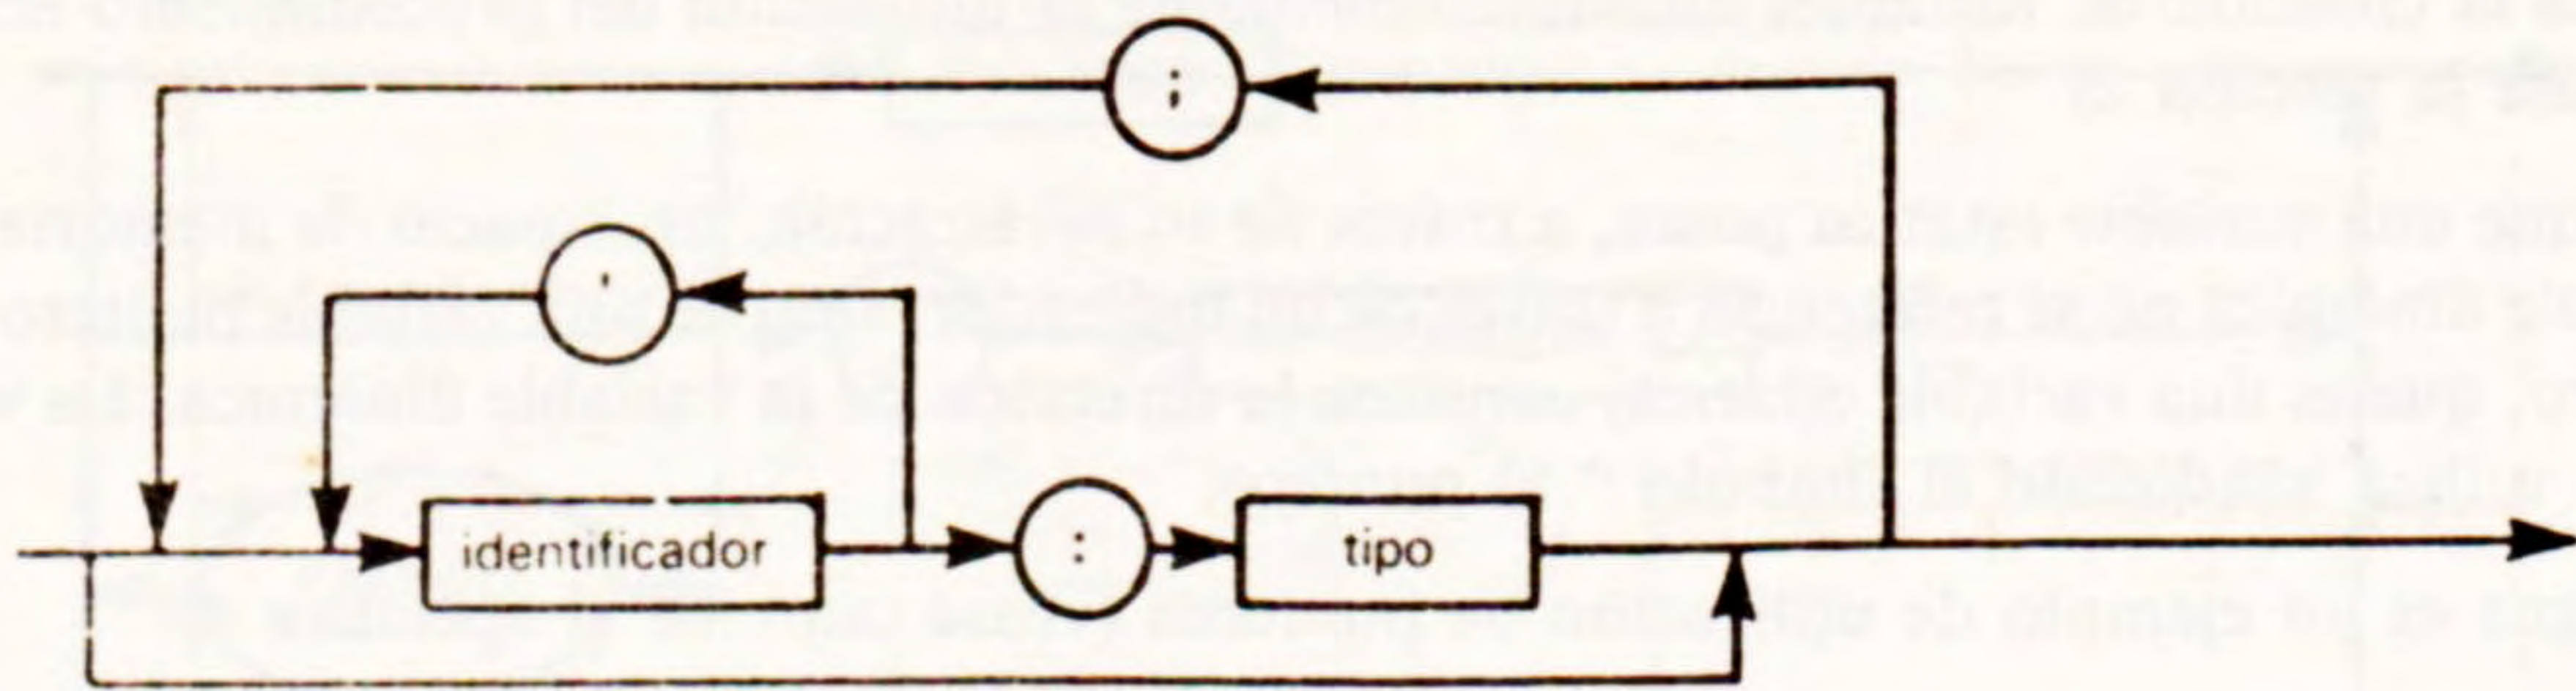 ;
,
identificador
:
tipo